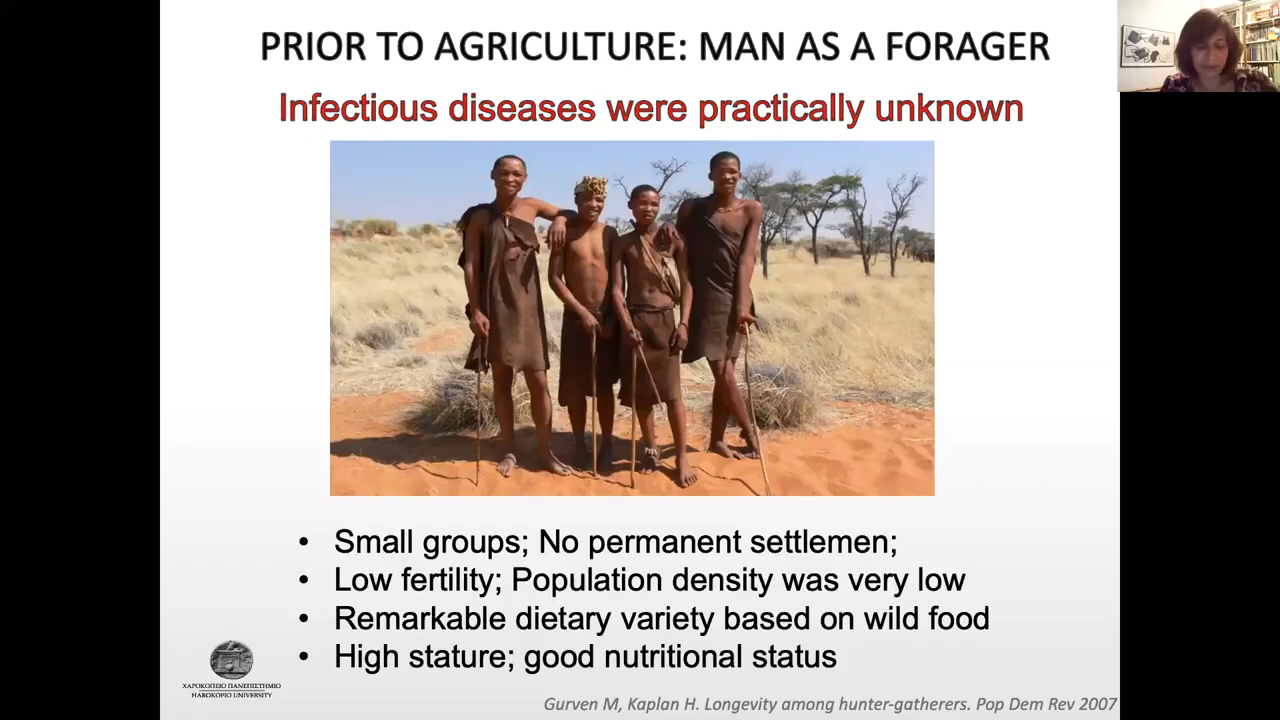 PRIOR TO AGRICULTURE: MAN AS A FORAGER
Infectious diseases were practically unknown
• Small groups; No permanent settlemen;
• Low fertility; Population density was very low
• Remarkable dietary variety based on wild food
• High stature; good nutritional status
ΧΑΡΟΚΟΠΕΙΟ ΠΑΝΕΠΙΣΤΗΜΙΟ
HAROKOPIO UNIVERSITY
Gurven M, Kaplan H. Longevity among hunter-gatherers. Pop Dem Rev 2007